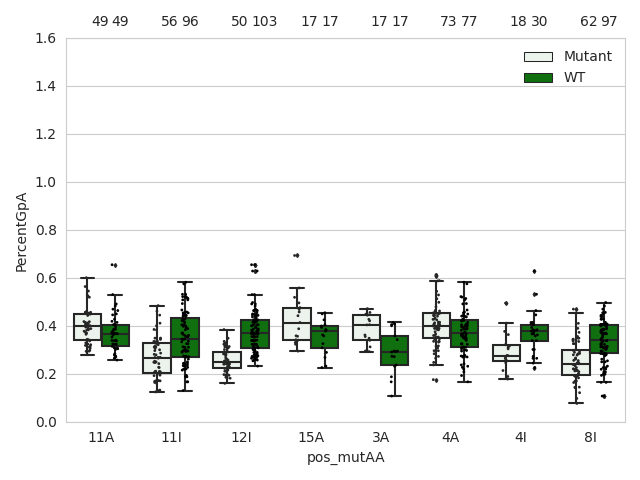 49 49 56 96 50 103 17 17 17 17 73 77 18 30 62 97
1.6
Mutant
WT
1.4
1.2
1.0
0.8
0.6
0.4
0.2
0.0
PercentGpA
11A 11I 12I 15A 3A 4A 4I 8I
pos_mutAA